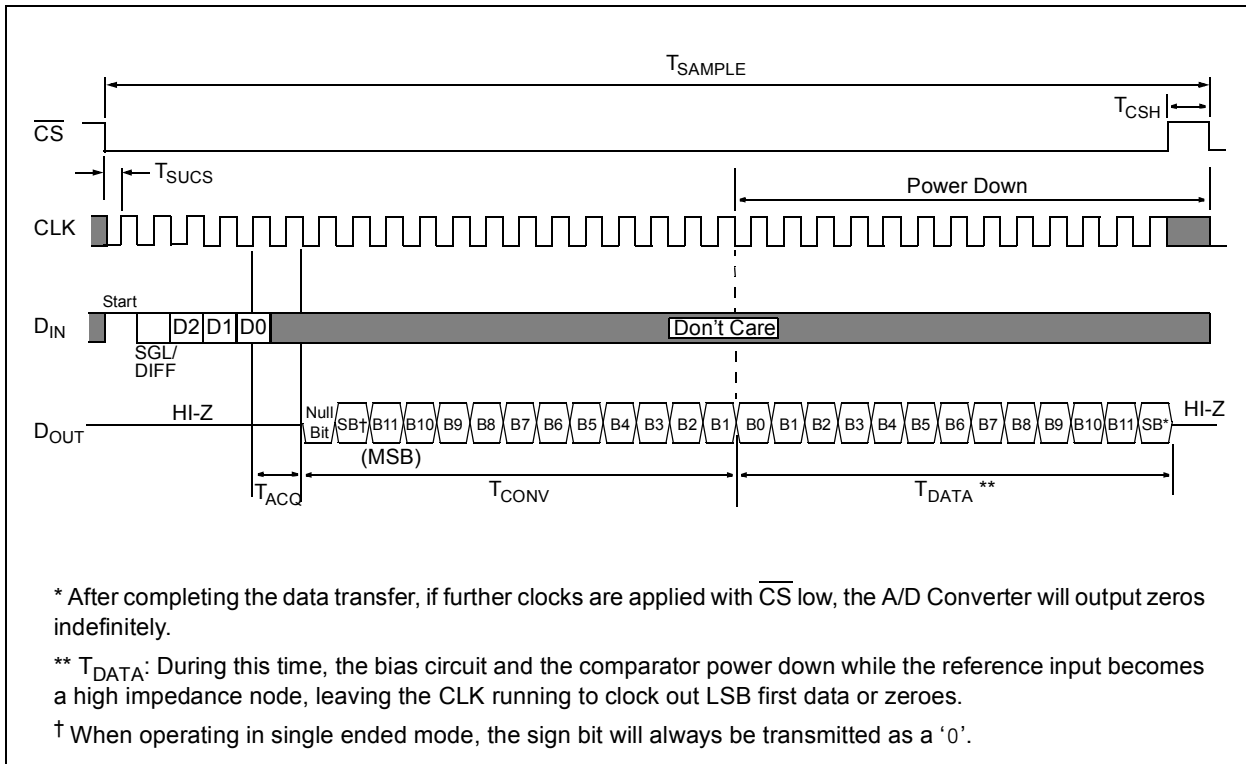 TSAMPLE
TCSH
CS
TSUCS
Power Down
CLK
Start
DIN
D2 D1 D0
Don't Care
SGL/
DIFF
HI-Z
HI-Z
DOUT
Null
Bit
SB† B11 B10 B9 B8 B7 B6 B5 B4 B3 B2 B1 B0 B1 B2 B3 B4 B5 B6 B7 B8 B9 B10 B11 SB*
(MSB)
TACQ
TCONV
TDATA **
* After completing the data transfer, if further clocks are applied with CS low, the A/D Converter will output zeros
indefinitely.
** TDATA: During this time, the bias circuit and the comparator power down while the reference input becomes
a high impedance node, leaving the CLK running to clock out LSB first data or zeroes.
† When operating in single ended mode, the sign bit will always be transmitted as a ‘0’.